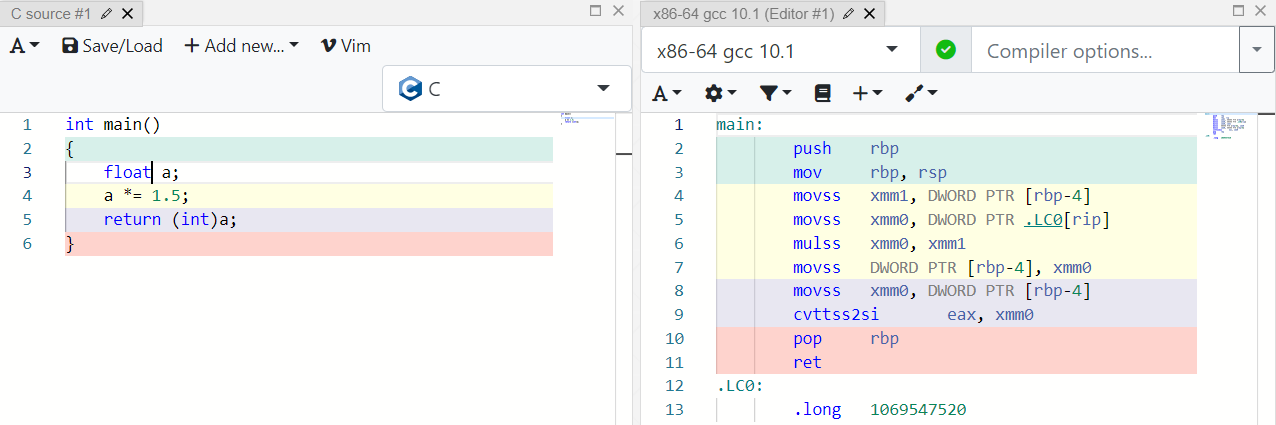 C source #1
A Save/Load + Add new... Vim
C
1 int main()
2 {
3 float a;
4 a *= 1.5;
5 return (int)a;
6 }
x86-64 gcc 10.1 (Editor #1)
x86-64 gcc 10.1 Compiler options...
A
1 main:
2 push rbp
3 mov rbp, rsp
4 movss xmm1, DWORD PTR [rbp-4]
5 movss xmm0, DWORD PTR .LC0[rip]
6 mulss xmm0, xmm1
7 movss DWORD PTR [rbp-4], xmm0
8 movss xmm0, DWORD PTR [rbp-4]
9 cvttss2si eax, xmm0
10 pop rbp
11 ret
12 .LC0:
13 .long 1069547520